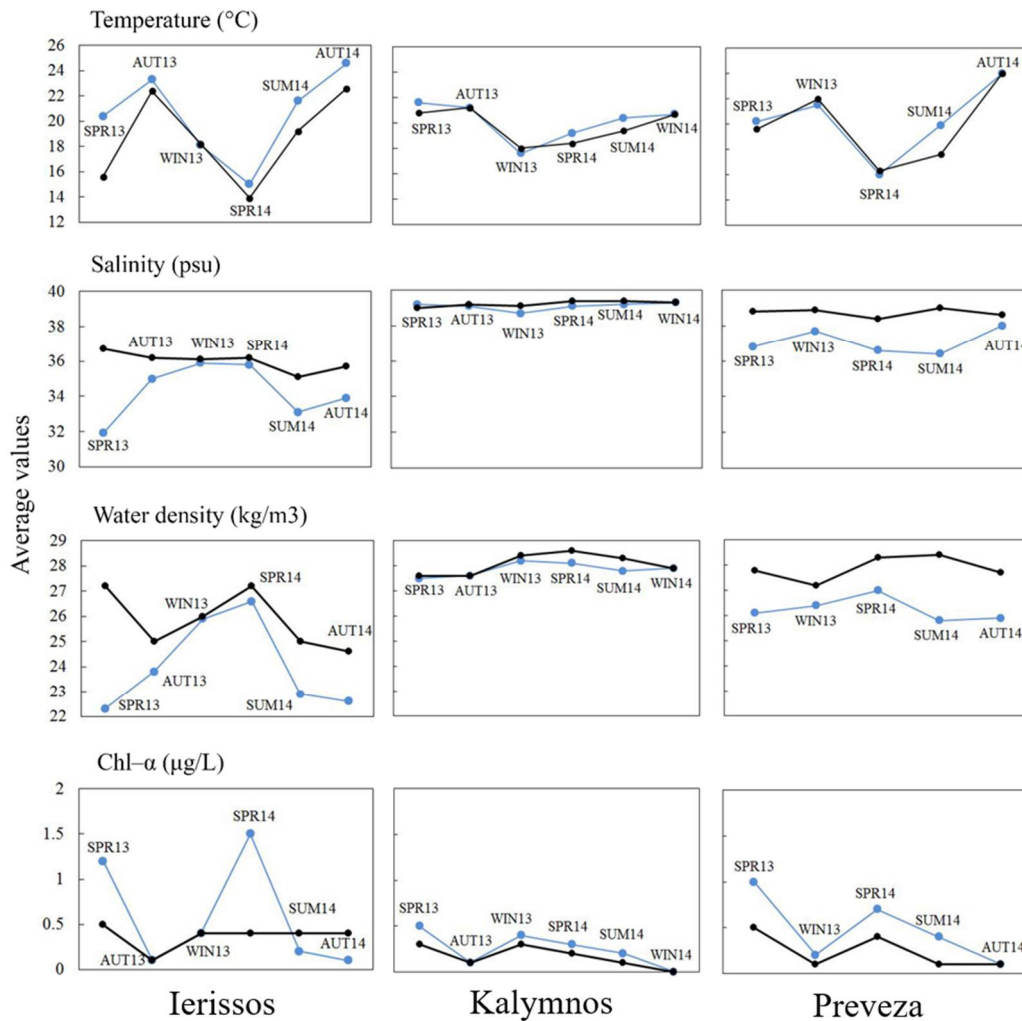 Temperature (°C)
26
24
22
20
18
16
14
12
SPR13
AUT13
WIN13
SPR14
SUM14
AUT14
SPR13
AUT13
WIN13
SPR14
SUM14
WIN14
SPR13
WIN13
SPR14
SUM14
AUT14
Salinity (psu)
40
38
36
34
32
30
SPR13
AUT13
WIN13
SPR14
SUM14
AUT14
SPR13
AUT13
WIN13
SPR14
SUM14
WIN14
SPR13
WIN13
SPR14
SUM14
AUT14
Average values
Water density (kg/m3)
29
28
27
26
25
24
23
22
SPR13
AUT13
WIN13
SPR14
SUM14
AUT14
SPR13
AUT13
WIN13
SPR14
SUM14
WIN14
SPR13
WIN13
SPR14
SUM14
AUT14
Chl–α (μg/L)
2
1.5
1
0.5
0
SPR13
AUT13
WIN13
SPR14
SUM14
AUT14
SPR13
AUT13
WIN13
SPR14
SUM14
WIN14
SPR13
WIN13
SPR14
SUM14
AUT14
Ierissos
Kalymnos
Preveza